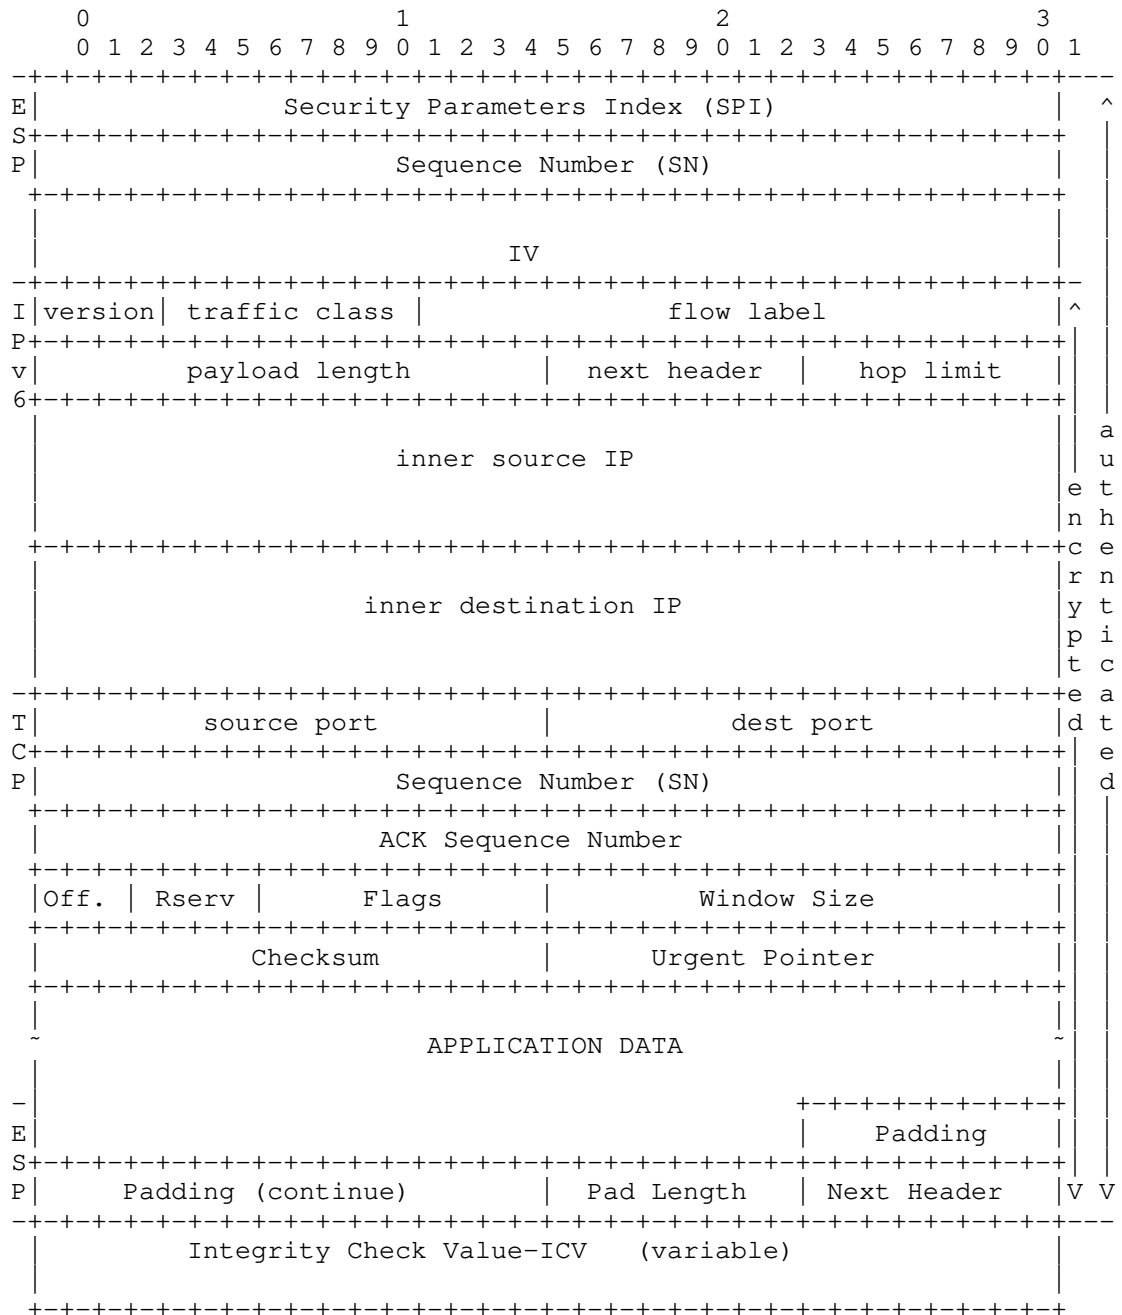 0 1 2 3
0 1 2 3 4 5 6 7 8 9 0 1 2 3 4 5 6 7 8 9 0 1 2 3 4 5 6 7 8 9 0 1
-+-+-+-+-+-+-+-+-+-+-+-+-+-+-+-+-+-+-+-+-+-+-+-+-+-+-+-+-+-+-+-+-+---
E| Security Parameters Index (SPI) | ^
S+-+-+-+-+-+-+-+-+-+-+-+-+-+-+-+-+-+-+-+-+-+-+-+-+-+-+-+-+-+-+-+-+ |
P| Sequence Number (SN) | |
+-+-+-+-+-+-+-+-+-+-+-+-+-+-+-+-+-+-+-+-+-+-+-+-+-+-+-+-+-+-+-+-+ |
| | |
| IV | |
-+-+-+-+-+-+-+-+-+-+-+-+-+-+-+-+-+-+-+-+-+-+-+-+-+-+-+-+-+-+-+-+-+- |
I|version| traffic class | flow label |^ |
P+-+-+-+-+-+-+-+-+-+-+-+-+-+-+-+-+-+-+-+-+-+-+-+-+-+-+-+-+-+-+-+-+| |
v| payload length | next header | hop limit || |
6+-+-+-+-+-+-+-+-+-+-+-+-+-+-+-+-+-+-+-+-+-+-+-+-+-+-+-+-+-+-+-+-+| |
| || a
| inner source IP || u
| |e t
| |n h
+-+-+-+-+-+-+-+-+-+-+-+-+-+-+-+-+-+-+-+-+-+-+-+-+-+-+-+-+-+-+-+-+c e
| |r n
| inner destination IP |y t
| |p i
| |t c
-+-+-+-+-+-+-+-+-+-+-+-+-+-+-+-+-+-+-+-+-+-+-+-+-+-+-+-+-+-+-+-+-+e a
T| source port | dest port |d t
C+-+-+-+-+-+-+-+-+-+-+-+-+-+-+-+-+-+-+-+-+-+-+-+-+-+-+-+-+-+-+-+-+| e
P| Sequence Number (SN) || d
+-+-+-+-+-+-+-+-+-+-+-+-+-+-+-+-+-+-+-+-+-+-+-+-+-+-+-+-+-+-+-+-+| |
| ACK Sequence Number || |
+-+-+-+-+-+-+-+-+-+-+-+-+-+-+-+-+-+-+-+-+-+-+-+-+-+-+-+-+-+-+-+-+| |
|Off. | Rserv | Flags | Window Size || |
+-+-+-+-+-+-+-+-+-+-+-+-+-+-+-+-+-+-+-+-+-+-+-+-+-+-+-+-+-+-+-+-+| |
| Checksum | Urgent Pointer || |
+-+-+-+-+-+-+-+-+-+-+-+-+-+-+-+-+-+-+-+-+-+-+-+-+-+-+-+-+-+-+-+-+| |
| || |
~ APPLICATION DATA ~| |
| || |
-| +-+-+-+-+-+-+-+-+| |
E| | Padding || |
S+-+-+-+-+-+-+-+-+-+-+-+-+-+-+-+-+-+-+-+-+-+-+-+-+-+-+-+-+-+-+-+-+| |
P| Padding (continue) | Pad Length | Next Header |V V
-+-+-+-+-+-+-+-+-+-+-+-+-+-+-+-+-+-+-+-+-+-+-+-+-+-+-+-+-+-+-+-+-+---
| Integrity Check Value-ICV (variable) |
| |
+-+-+-+-+-+-+-+-+-+-+-+-+-+-+-+-+-+-+-+-+-+-+-+-+-+-+-+-+-+-+-+-+